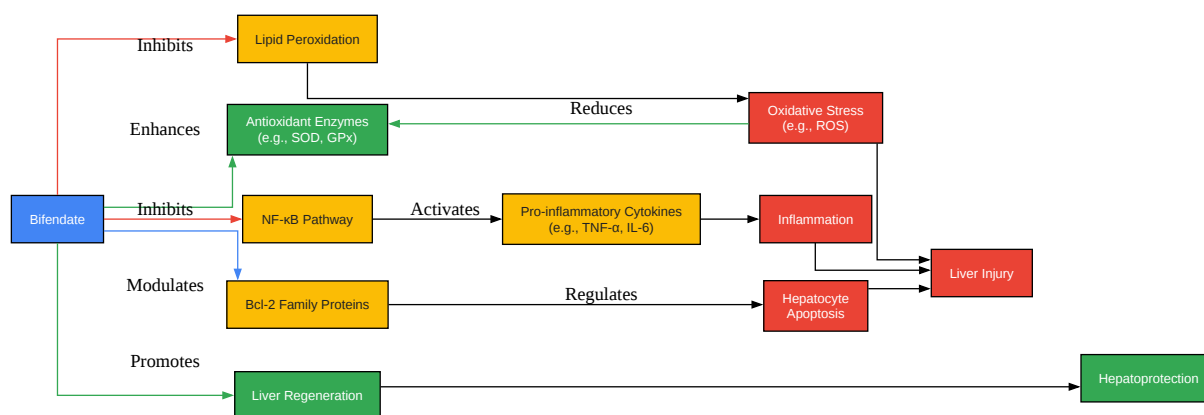 Inhibits
Lipid Peroxidation
Enhances
Antioxidant Enzymes
(e.g., SOD, GPx)
Reduces
Oxidative Stress
(e.g., ROS)
Bifendate
Inhibits
NF-κB Pathway
Activates
Pro-inflammatory Cytokines
(e.g., TNF-α, IL-6)
Inflammation
Liver Injury
Modulates
Bcl-2 Family Proteins
Regulates
Hepatocyte
Apoptosis
Promotes
Liver Regeneration
Hepatoprotection